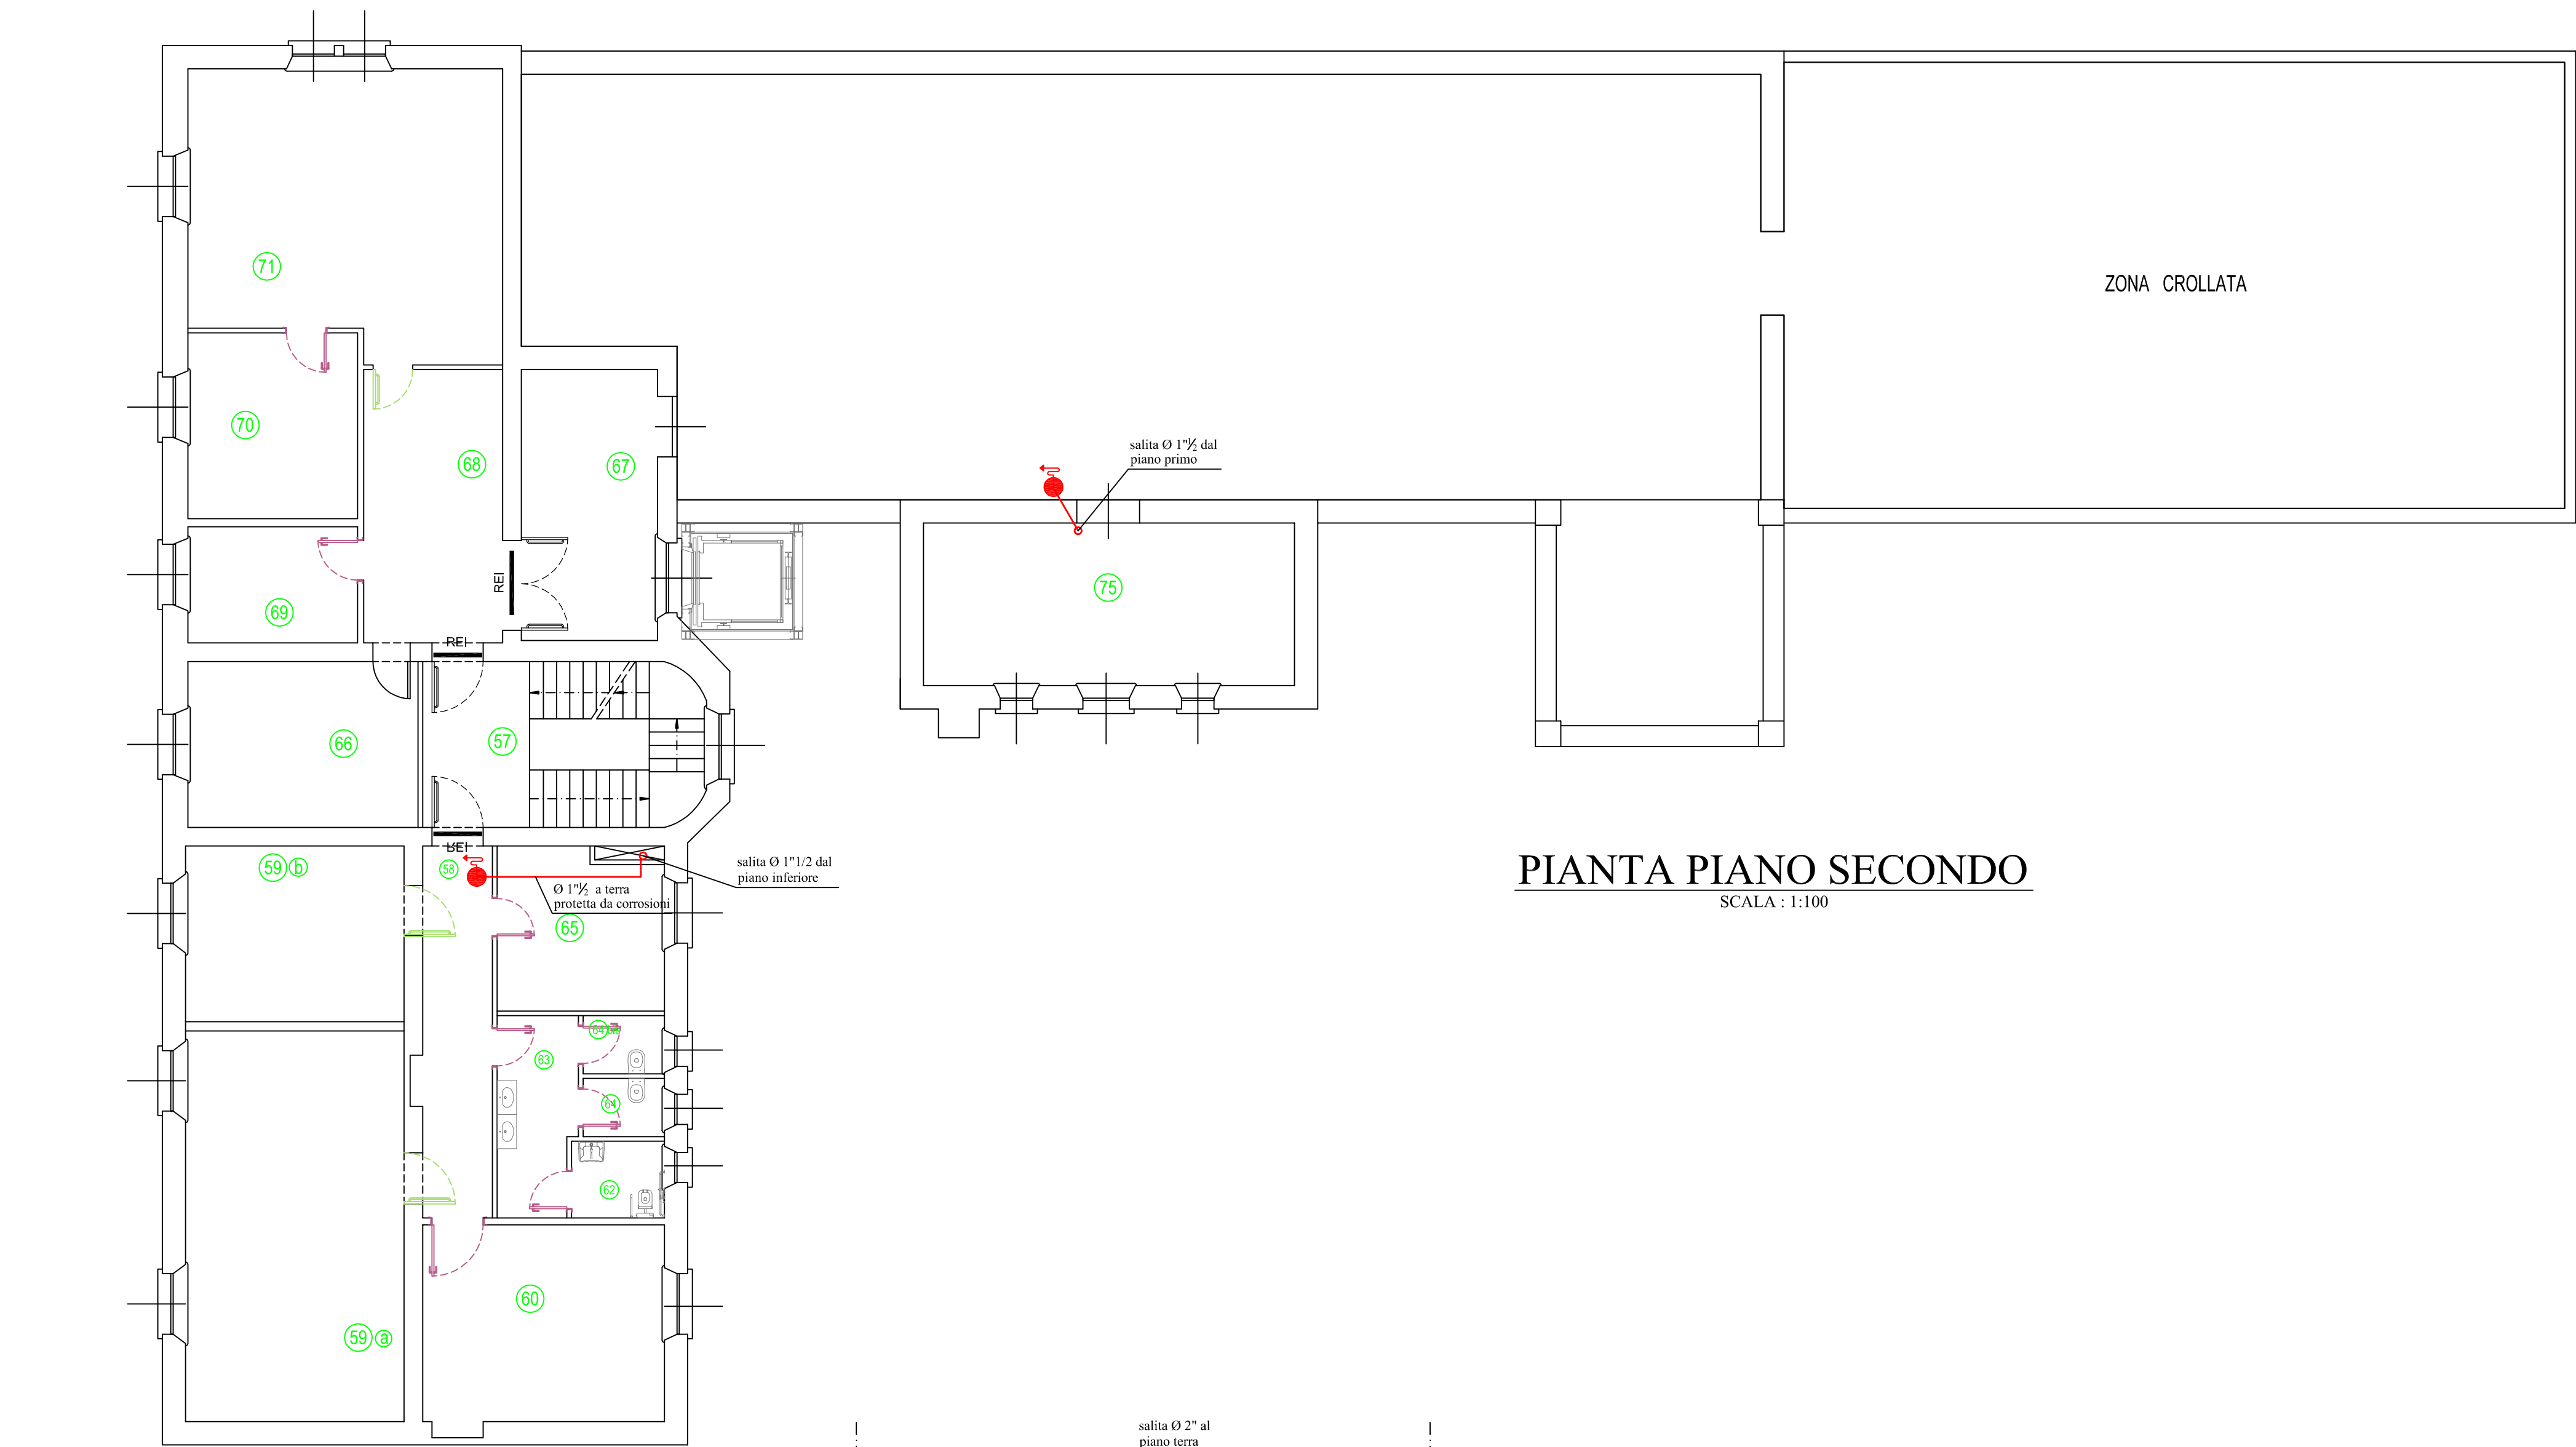 71
ZONA CROLLATA
70
68
67
salita Ø 1"½ dal
piano primo
REI
75
69
REI
66
57
REI
59 b
58
salita Ø 1"1/2 dal
piano inferiore
Ø 1"½ a terra
protetta da corrosioni
65
PIANTA PIANO SECONDO
SCALA : 1:100
63
64
62
60
59 a
salita Ø 2" al
piano terra